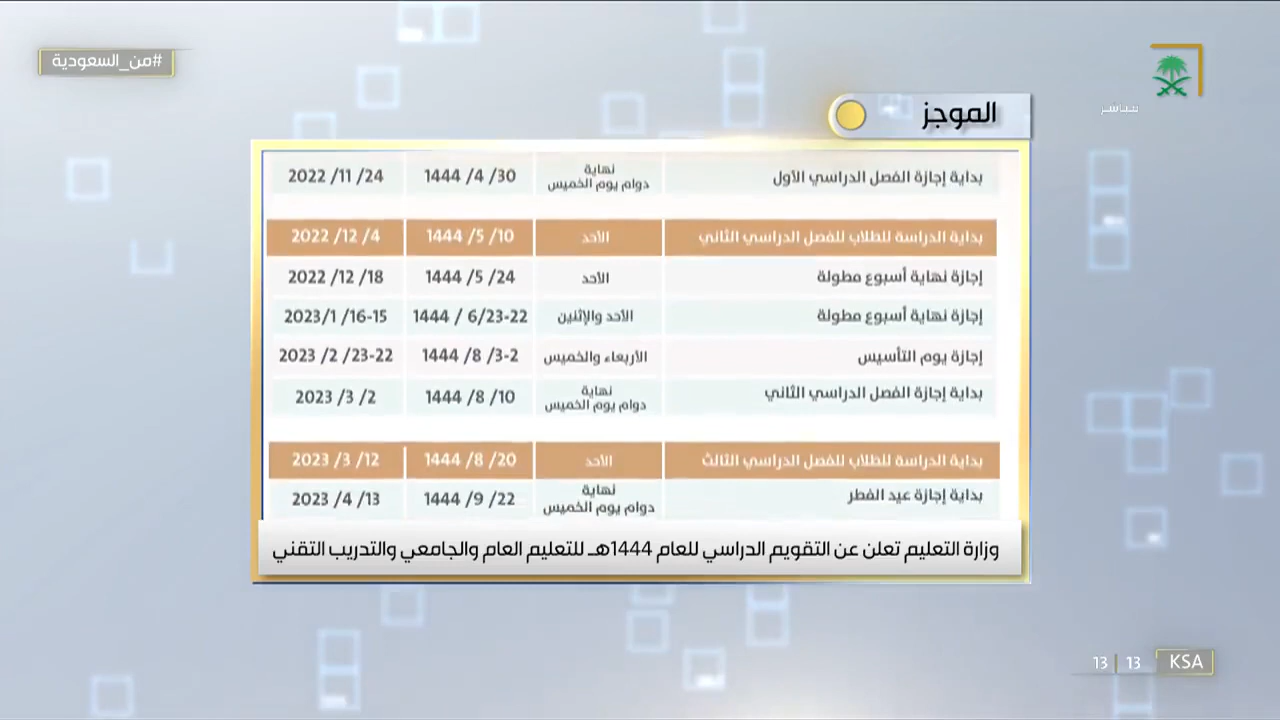 #من_السعودية
مباشر
الموجز
بداية إجازة الفصل الدراسي الأول نهاية دوام يوم الخميس 30/ 4/ 1444 24/ 11/ 2022
بداية الدراسة للطلاب للفصل الدراسي الثاني الأحد 10/ 5/ 1444 4/ 12/ 2022
إجازة نهاية أسبوع مطولة الأحد 24/ 5/ 1444 18/ 12/ 2022
إجازة نهاية أسبوع مطولة الأحد والإثنين 22-6/23 / 1444 15-16/ 1/ 2023
إجازة يوم التأسيس الأربعاء والخميس 2-3/ 8/ 1444 22-23/ 2/ 2023
بداية إجازة الفصل الدراسي الثاني نهاية دوام يوم الخميس 10/ 8/ 1444 2/ 3/ 2023
بداية الدراسة للطلاب للفصل الدراسي الثالث الأحد 20/ 8/ 1444 12/ 3/ 2023
بداية إجازة عيد الفطر نهاية دوام يوم الخميس 22/ 9/ 1444 13/ 4/ 2023
وزارة التعليم تعلن عن التقويم الدراسي للعام 1444هـ للتعليم العام والجامعي والتدريب التقني
13 | 13 KSA